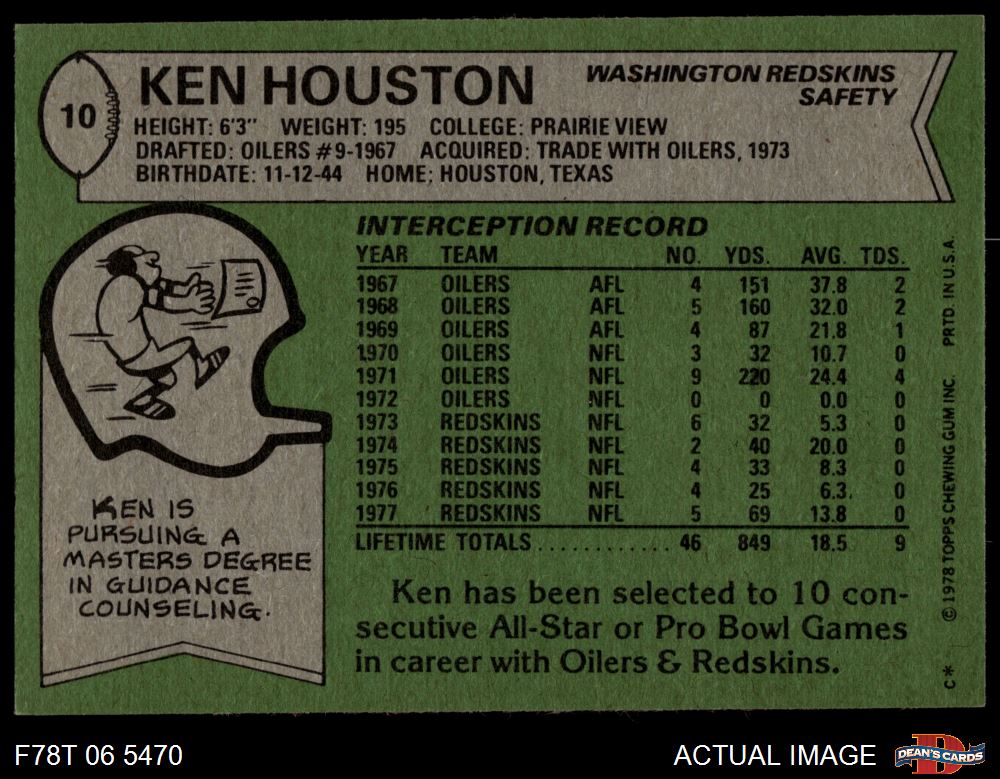 10
KEN HOUSTON
WASHINGTON REDSKINS
SAFETY
HEIGHT: 6'3" WEIGHT: 195 COLLEGE: PRAIRIE VIEW
DRAFTED: OILERS #9-1967 ACQUIRED: TRADE WITH OILERS, 1973
BIRTHDATE: 11-12-44 HOME: HOUSTON, TEXAS
INTERCEPTION RECORD
YEAR TEAM NO. YDS. AVG. TDS.
1967 OILERS AFL 4 151 37.8 2
1968 OILERS AFL 5 160 32.0 2
1969 OILERS AFL 4 87 21.8 1
1970 OILERS NFL 3 32 10.7 0
1971 OILERS NFL 9 220 24.4 4
1972 OILERS NFL 0 0 0.0 0
1973 REDSKINS NFL 6 32 5.3 0
1974 REDSKINS NFL 2 40 20.0 0
1975 REDSKINS NFL 4 33 8.3 0
1976 REDSKINS NFL 4 25 6.3 0
1977 REDSKINS NFL 5 69 13.8 0
LIFETIME TOTALS............ 46 849 18.5 9
KEN IS
PURSUING A
MASTERS DEGREE
IN GUIDANCE
COUNSELING.
Ken has been selected to 10 con-
secutive All-Star or Pro Bowl Games
in career with Oilers & Redskins.
C* © 1978 TOPPS CHEWING GUM INC. PRTD. IN U.S.A.
F78T 06 5470
ACTUAL IMAGE
D
DEAN'S CARDS